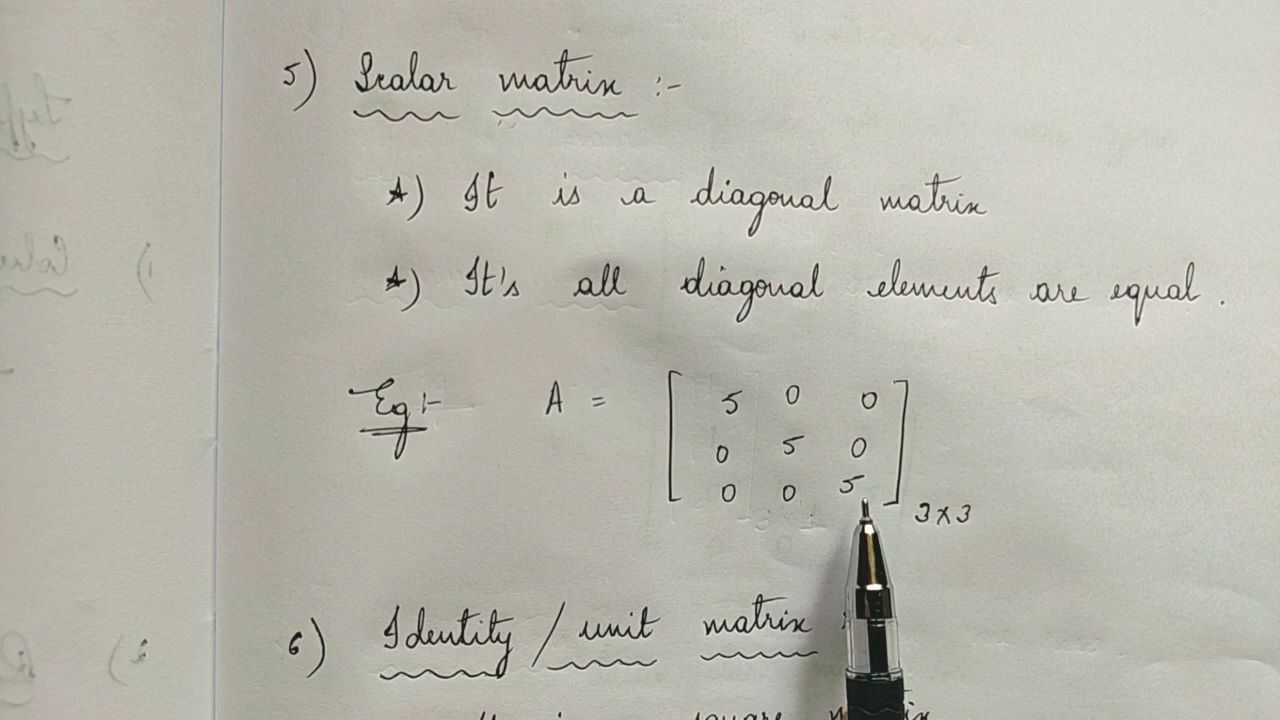 5) Scalar matrix :-
*) It is a diagonal matrix
*) It's all diagonal elements are equal.
Eg:- A = [ 5 0 0
0 5 0
0 0 5 ] 3×3
6) Identity / unit matrix :
square